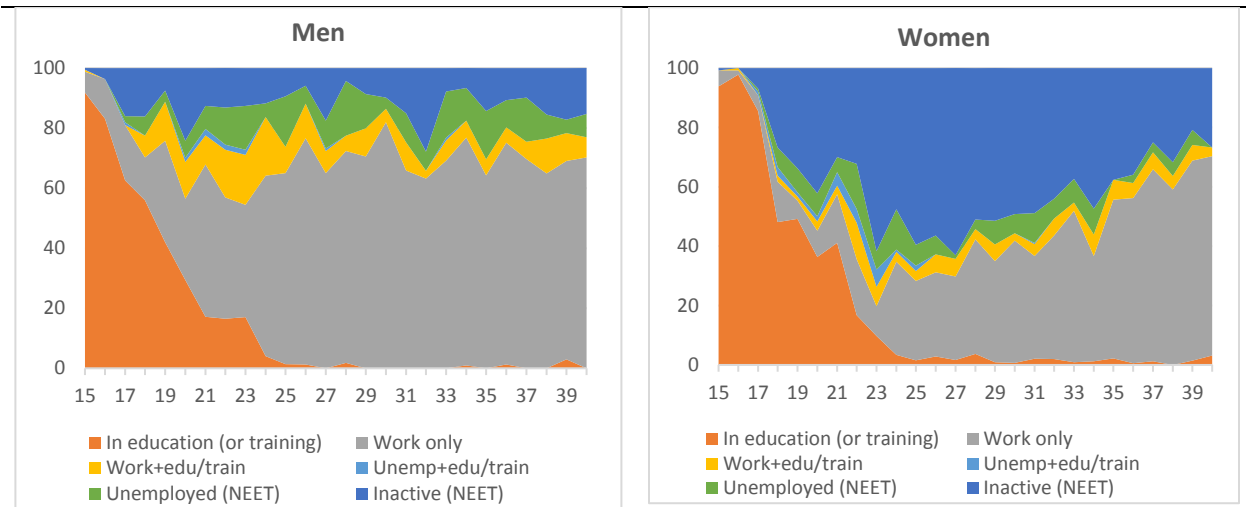 Men
100
80
60
40
20
0
15 17 19 21 23 25 27 29 31 33 35 37 39
In education (or training) Work only
Work+edu/train Unemp+edu/train
Unemployed (NEET) Inactive (NEET)
Women
100
80
60
40
20
0
15 17 19 21 23 25 27 29 31 33 35 37 39
In education (or training) Work only
Work+edu/train Unemp+edu/train
Unemployed (NEET) Inactive (NEET)